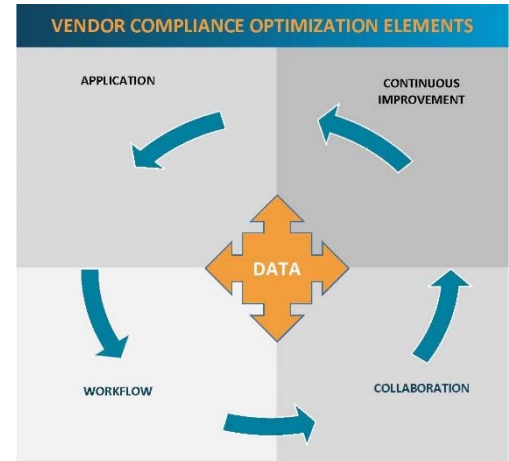 VENDOR COMPLIANCE OPTIMIZATION ELEMENTS
APPLICATION
CONTINUOUS
IMPROVEMENT
DATA
WORKFLOW
COLLABORATION